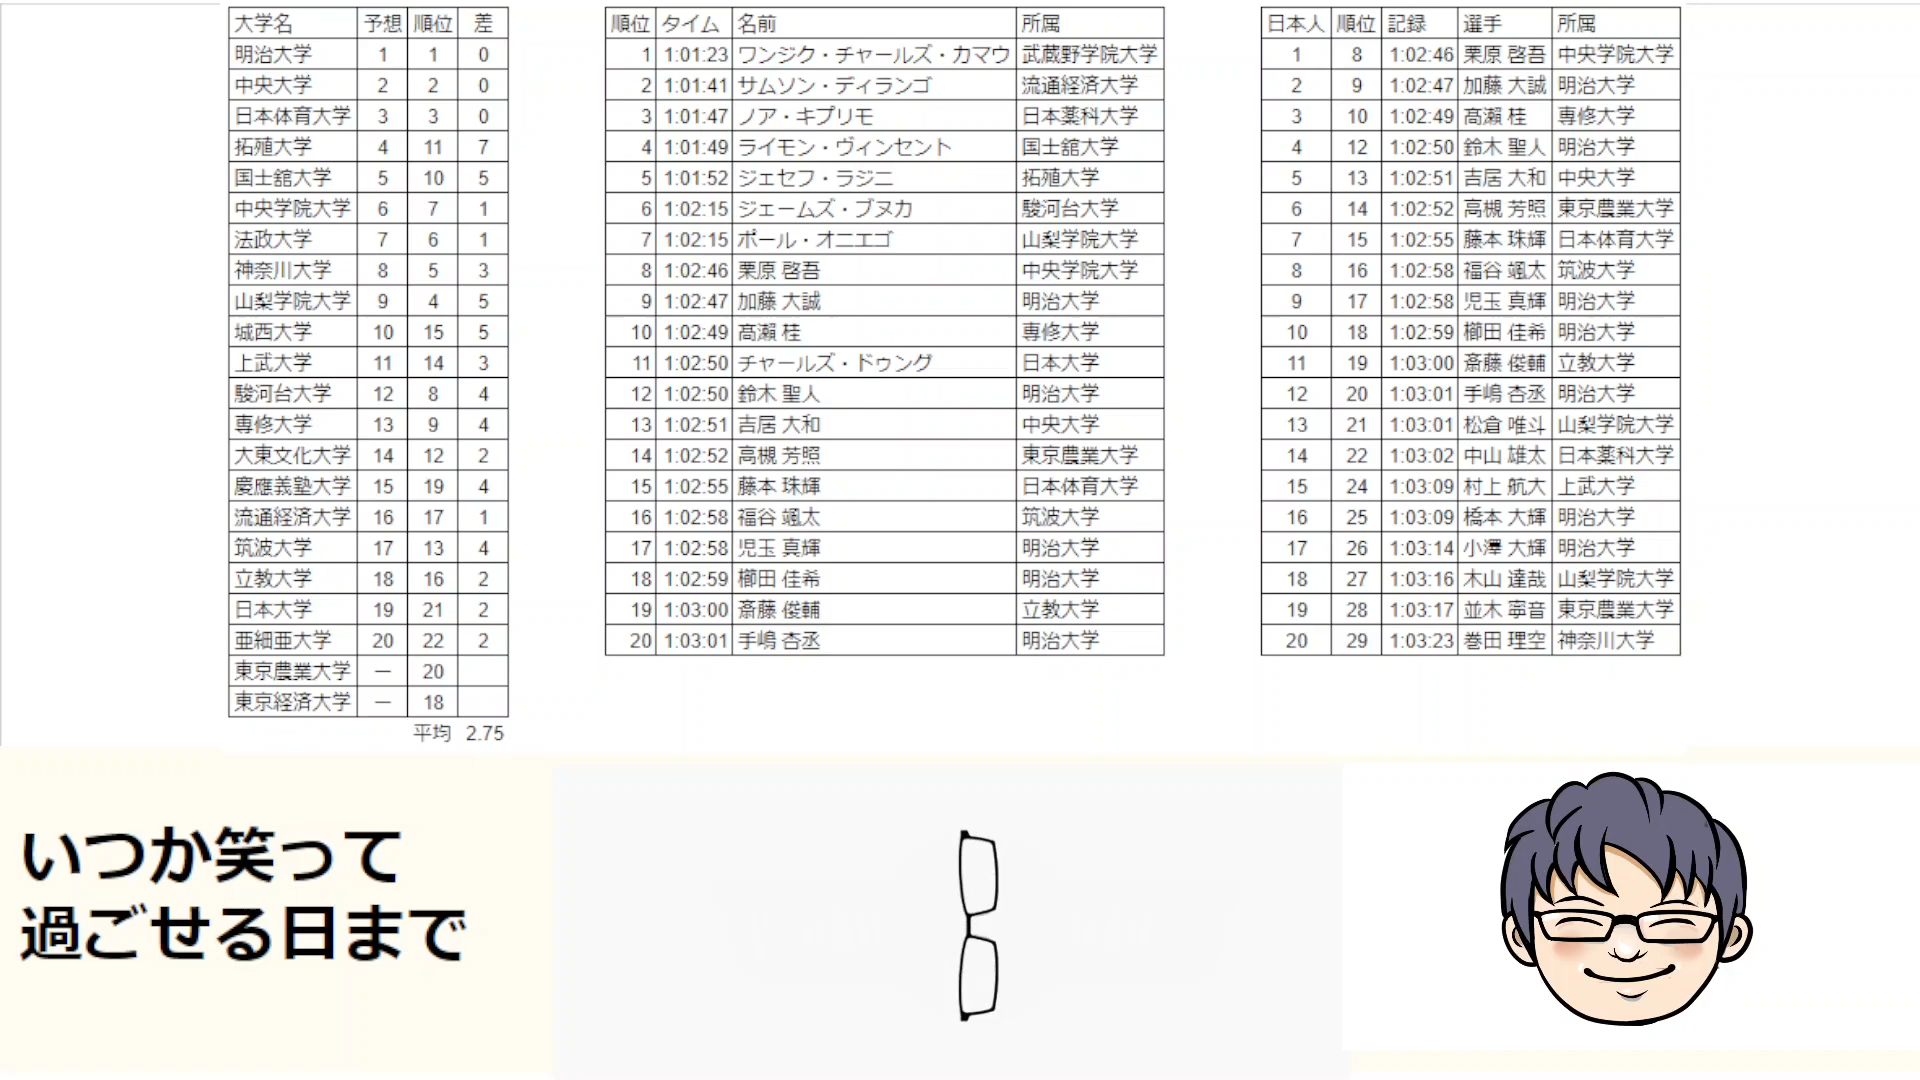 大学名 予想 順位 差
明治大学 1 1 0
中央大学 2 2 0
日本体育大学 3 3 0
拓殖大学 4 11 7
国士舘大学 5 10 5
中央学院大学 6 7 1
法政大学 7 6 1
神奈川大学 8 5 3
山梨学院大学 9 4 5
城西大学 10 15 5
上武大学 11 14 3
駿河台大学 12 8 4
専修大学 13 9 4
大東文化大学 14 12 2
慶應義塾大学 15 19 4
流通経済大学 16 17 1
筑波大学 17 13 4
立教大学 18 16 2
日本大学 19 21 2
亜細亜大学 20 22 2
東京農業大学 － 20
東京経済大学 － 18
平均 2.75
順位 タイム 名前 所属
1 1:01:23 ワンジク・チャールズ・カマウ 武蔵野学院大学
2 1:01:41 サムソン・ディランゴ 流通経済大学
3 1:01:47 ノア・キプリモ 日本薬科大学
4 1:01:49 ライモン・ヴィンセント 国士舘大学
5 1:01:52 ジェセフ・ラジニ 拓殖大学
6 1:02:15 ジェームズ・ブヌカ 駿河台大学
7 1:02:15 ポール・オニエゴ 山梨学院大学
8 1:02:46 栗原 啓吾 中央学院大学
9 1:02:47 加藤 大誠 明治大学
10 1:02:49 髙瀨 桂 専修大学
11 1:02:50 チャールズ・ドゥング 日本大学
12 1:02:50 鈴木 聖人 明治大学
13 1:02:51 吉居 大和 中央大学
14 1:02:52 高槻 芳照 東京農業大学
15 1:02:55 藤本 珠輝 日本体育大学
16 1:02:58 福谷 颯太 筑波大学
17 1:02:58 児玉 真輝 明治大学
18 1:02:59 櫛田 佳希 明治大学
19 1:03:00 斎藤 俊輔 立教大学
20 1:03:01 手嶋 杏丞 明治大学
日本人 順位 記録 選手 所属
1 8 1:02:46 栗原 啓吾 中央学院大学
2 9 1:02:47 加藤 大誠 明治大学
3 10 1:02:49 髙瀨 桂 専修大学
4 12 1:02:50 鈴木 聖人 明治大学
5 13 1:02:51 吉居 大和 中央大学
6 14 1:02:52 高槻 芳照 東京農業大学
7 15 1:02:55 藤本 珠輝 日本体育大学
8 16 1:02:58 福谷 颯太 筑波大学
9 17 1:02:58 児玉 真輝 明治大学
10 18 1:02:59 櫛田 佳希 明治大学
11 19 1:03:00 斎藤 俊輔 立教大学
12 20 1:03:01 手嶋 杏丞 明治大学
13 21 1:03:01 松倉 唯斗 山梨学院大学
14 22 1:03:02 中山 雄太 日本薬科大学
15 24 1:03:09 村上 航大 上武大学
16 25 1:03:09 橋本 大輝 明治大学
17 26 1:03:14 小澤 大輝 明治大学
18 27 1:03:16 木山 達哉 山梨学院大学
19 28 1:03:17 並木 寧音 東京農業大学
20 29 1:03:23 巻田 理空 神奈川大学
いつか笑って
過ごせる日まで